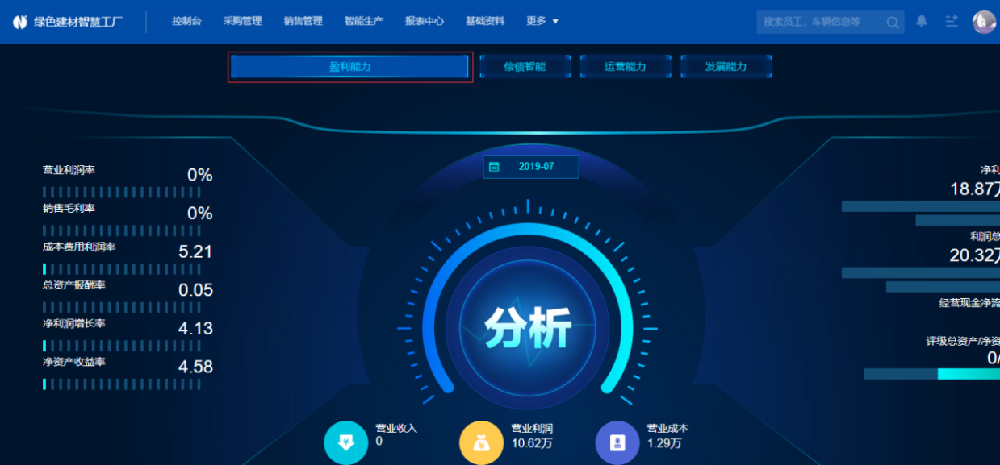 绿色建材智慧工厂
控制台 采购管理 销售管理 智能生产 报表中心 基础资料 更多
搜索员工，车辆信息等
盈利能力 偿债智能 运营能力 发展能力
2019-07
营业利润率 0%
销售毛利率 0%
成本费用利润率 5.21
总资产报酬率 0.05
净利润增长率 4.13
净资产收益率 4.58
分析
净利
18.87万
利润总
20.32万
经营现金净流
评级总资产/净资
0/
营业收入
0
营业利润
10.62万
营业成本
1.29万